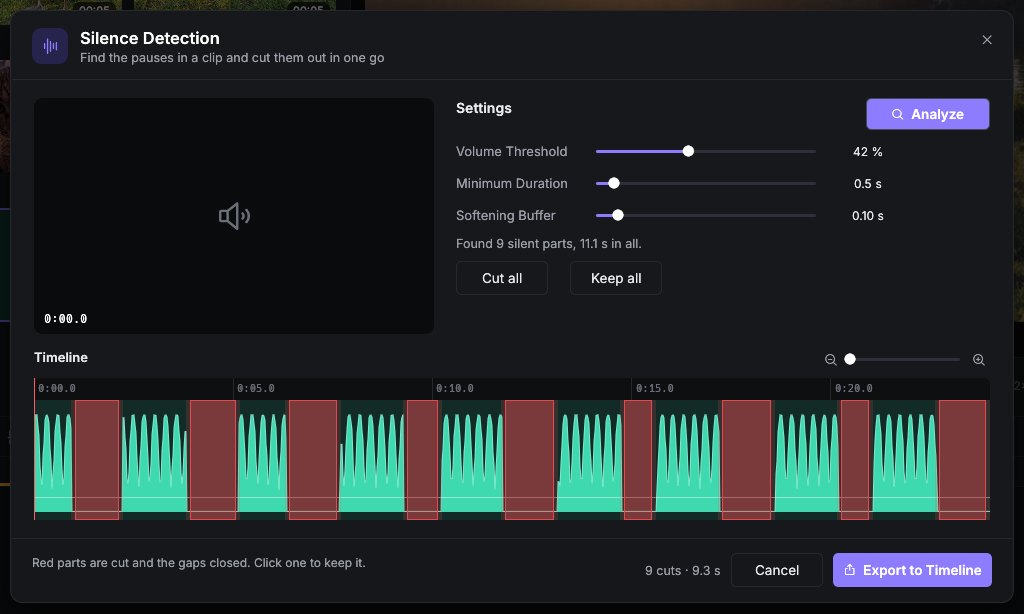 00:05
00:05
Silence Detection
Find the pauses in a clip and cut them out in one go
Settings
Analyze
Volume Threshold 42 %
Minimum Duration 0.5 s
Softening Buffer 0.10 s
Found 9 silent parts, 11.1 s in all.
Cut all Keep all
0:00.0
Timeline
0:00.0 0:05.0 0:10.0 0:15.0 0:20.0
Red parts are cut and the gaps closed. Click one to keep it.
9 cuts · 9.3 s Cancel Export to Timeline